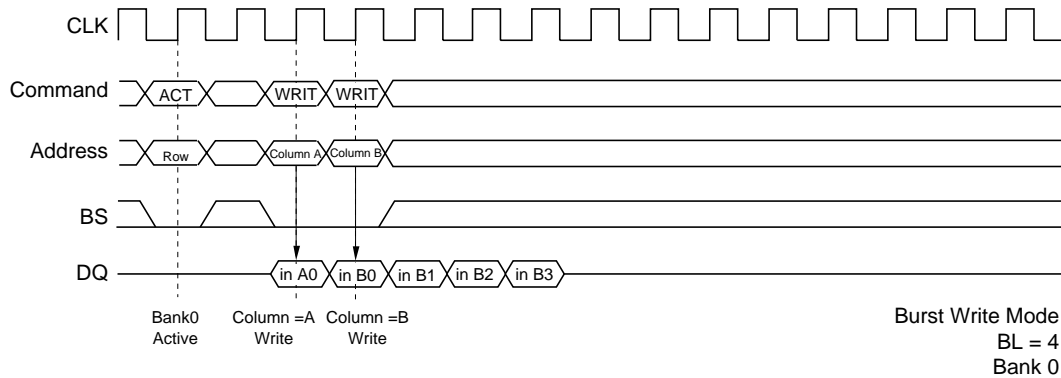 CLK
Command ACT WRIT WRIT
Address Row Column A Column B
BS
DQ in A0 in B0 in B1 in B2 in B3
Bank0 Column =A Column =B
Active Write Write
Burst Write Mode
BL = 4
Bank 0